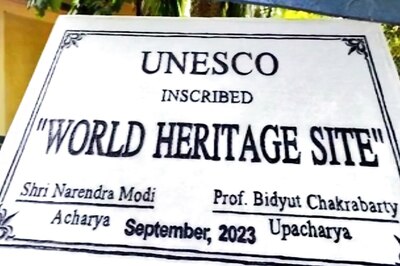 UNESCO
INSCRIBED
"WORLD HERITAGE SITE"
Shri Narendra Modi Prof. Bidyut Chakrabarty
Acharya Upacharya
September, 2023